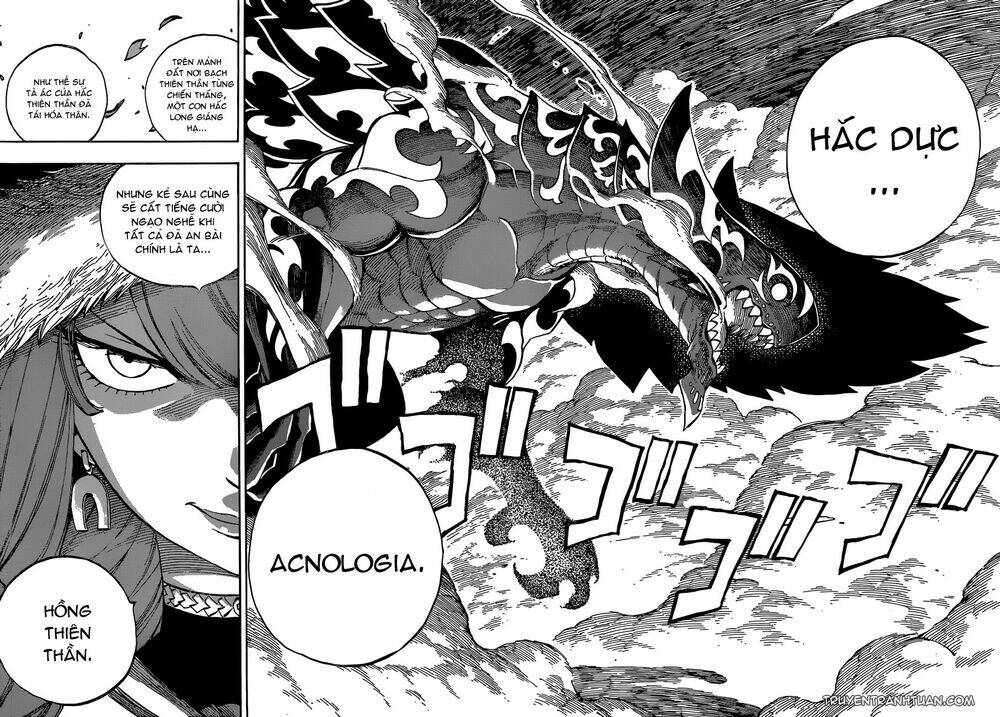 HẮC DỰC
...
ACNOLOGIA.
ゴゴゴゴゴ
TRÊN MẢNH
ĐẤT NƠI BẠCH
THIÊN THẦN TỪNG
CHIẾN THẮNG,
MỘT CON HẮC
LONG GIÁNG
HẠ...
NHƯ THỂ SỰ
TÀ ÁC CỦA HẮC
THIÊN THẦN ĐÃ
TÁI HÓA THÂN.
NHƯNG KẺ SAU CÙNG
SẼ CẤT TIẾNG CƯỜI
NGẠO NGHỄ KHI
TẤT CẢ ĐÃ AN BÀI
CHÍNH LÀ TA...
HỒNG
THIÊN
THẦN.
TRUYENTRANHTUAN.COM